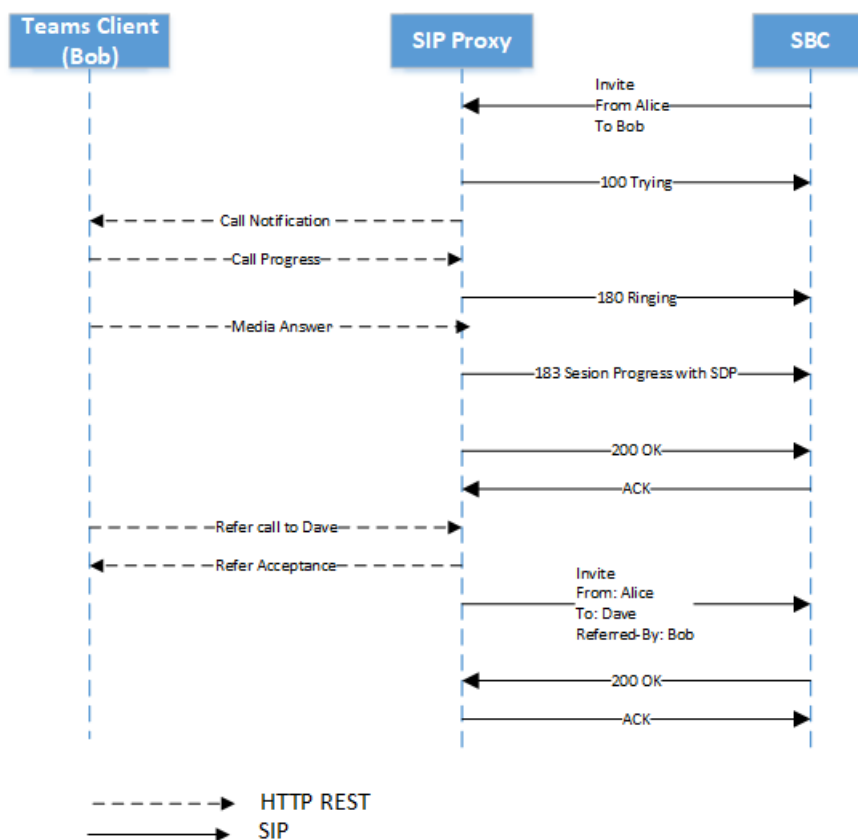 Teams Client
(Bob)
SIP Proxy
SBC
Invite
From Alice
To Bob
100 Trying
Call Notification
Call Progress
180 Ringing
Media Answer
183 Sesion Progress with SDP
200 OK
ACK
Refer call to Dave
Refer Acceptance
Invite
From: Alice
To: Dave
Referred-By: Bob
200 OK
ACK
HTTP REST
SIP